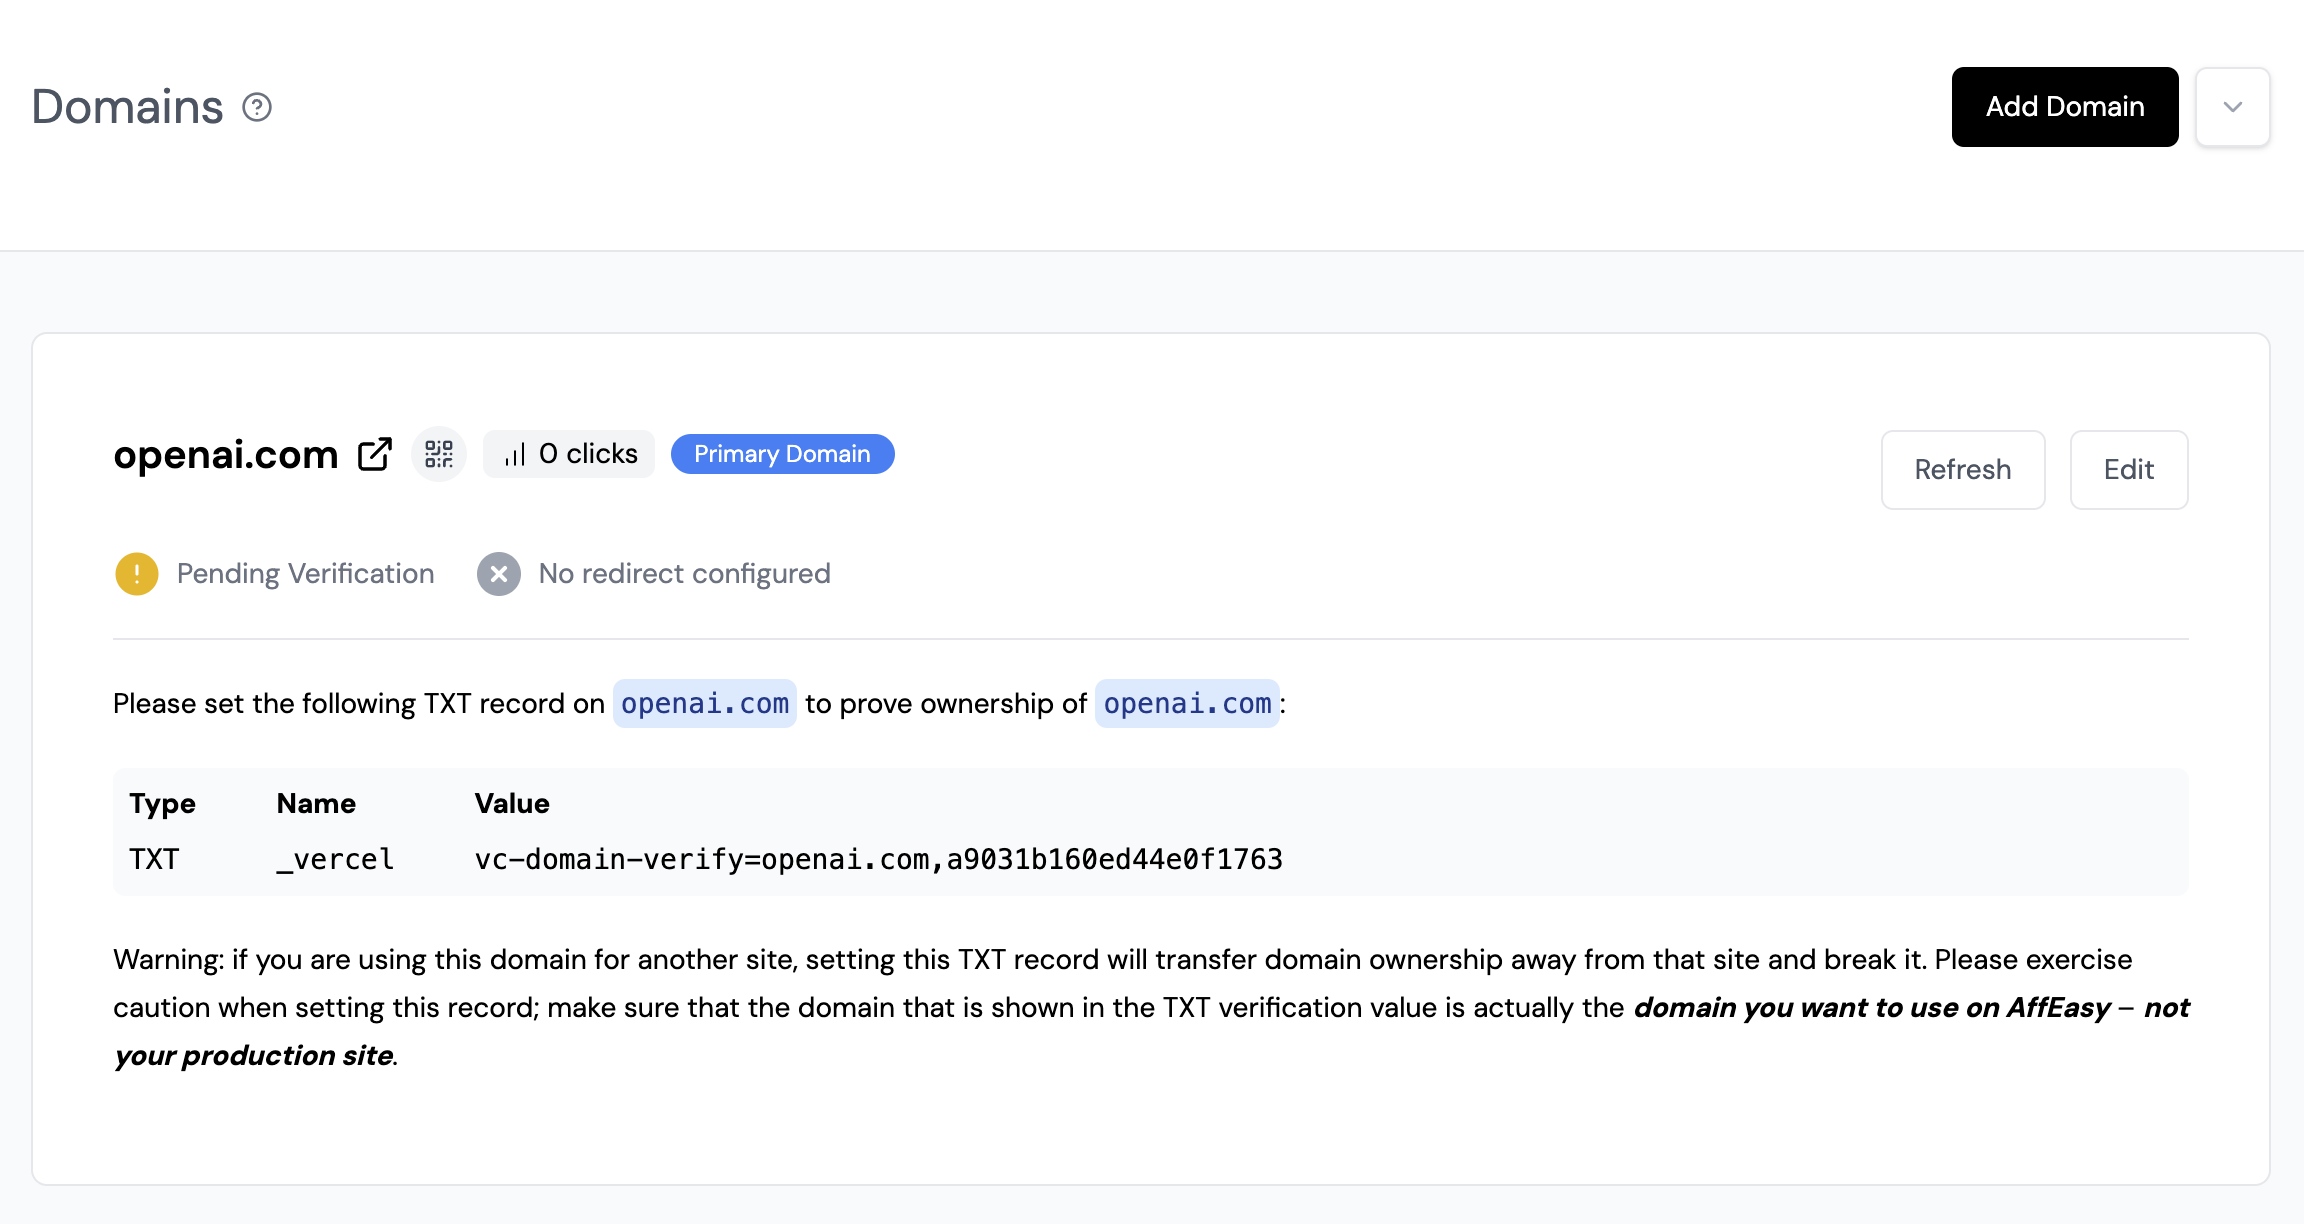 Domains
Add Domain
openai.com 0 clicks Primary Domain
Refresh Edit
Pending Verification No redirect configured
Please set the following TXT record on openai.com to prove ownership of openai.com:
Type Name Value
TXT _vercel vc-domain-verify=openai.com,a9031b160ed44e0f1763
Warning: if you are using this domain for another site, setting this TXT record will transfer domain ownership away from that site and break it. Please exercise
caution when setting this record; make sure that the domain that is shown in the TXT verification value is actually the domain you want to use on AffEasy – not
your production site.